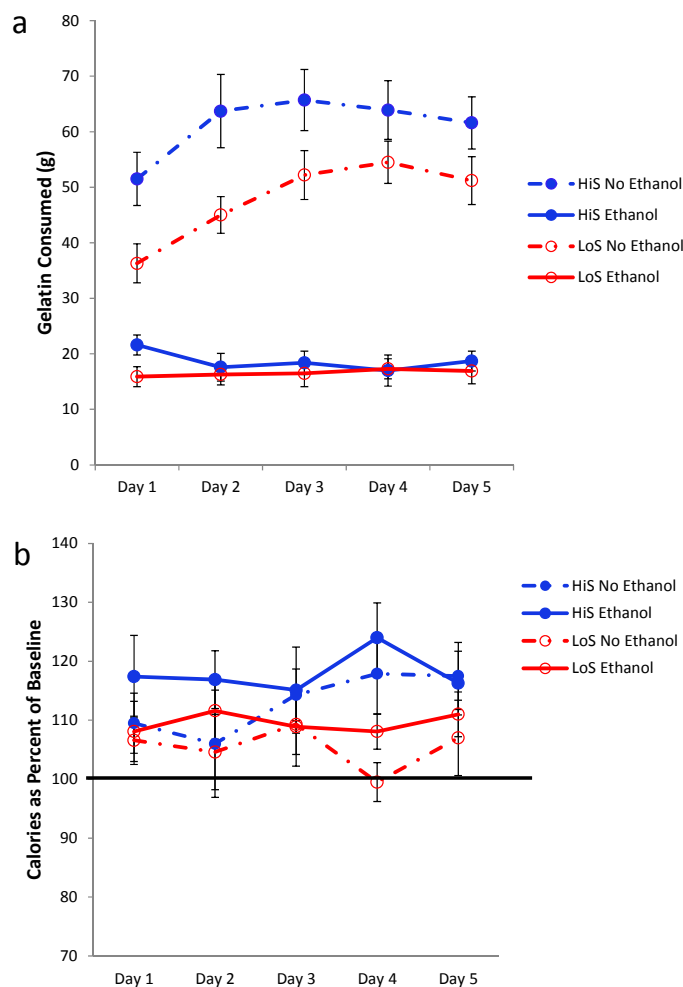 a
80
70
60
50
40
30
20
10
0
Gelatin Consumed (g)
Day 1 Day 2 Day 3 Day 4 Day 5
HiS No Ethanol
HiS Ethanol
LoS No Ethanol
LoS Ethanol
b
140
130
120
110
100
90
80
70
Calories as Percent of Baseline
Day 1 Day 2 Day 3 Day 4 Day 5
HiS No Ethanol
HiS Ethanol
LoS No Ethanol
LoS Ethanol